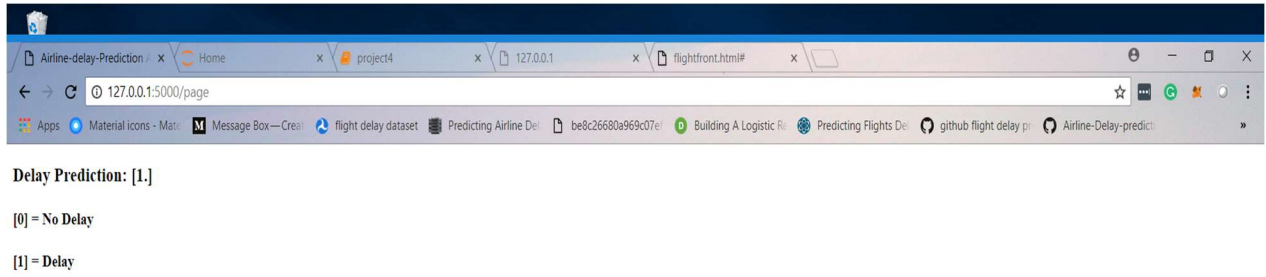 Airline-delay-Prediction / x Home x project4 x 127.0.0.1 x flightfront.html# x
127.0.0.1:5000/page
Apps Material icons - Mate Message Box—Creat flight delay dataset Predicting Airline Del be8c26680a969c07ef Building A Logistic Re Predicting Flights Del github flight delay pr Airline-Delay-predicti »
Delay Prediction: [1.]
[0] = No Delay
[1] = Delay